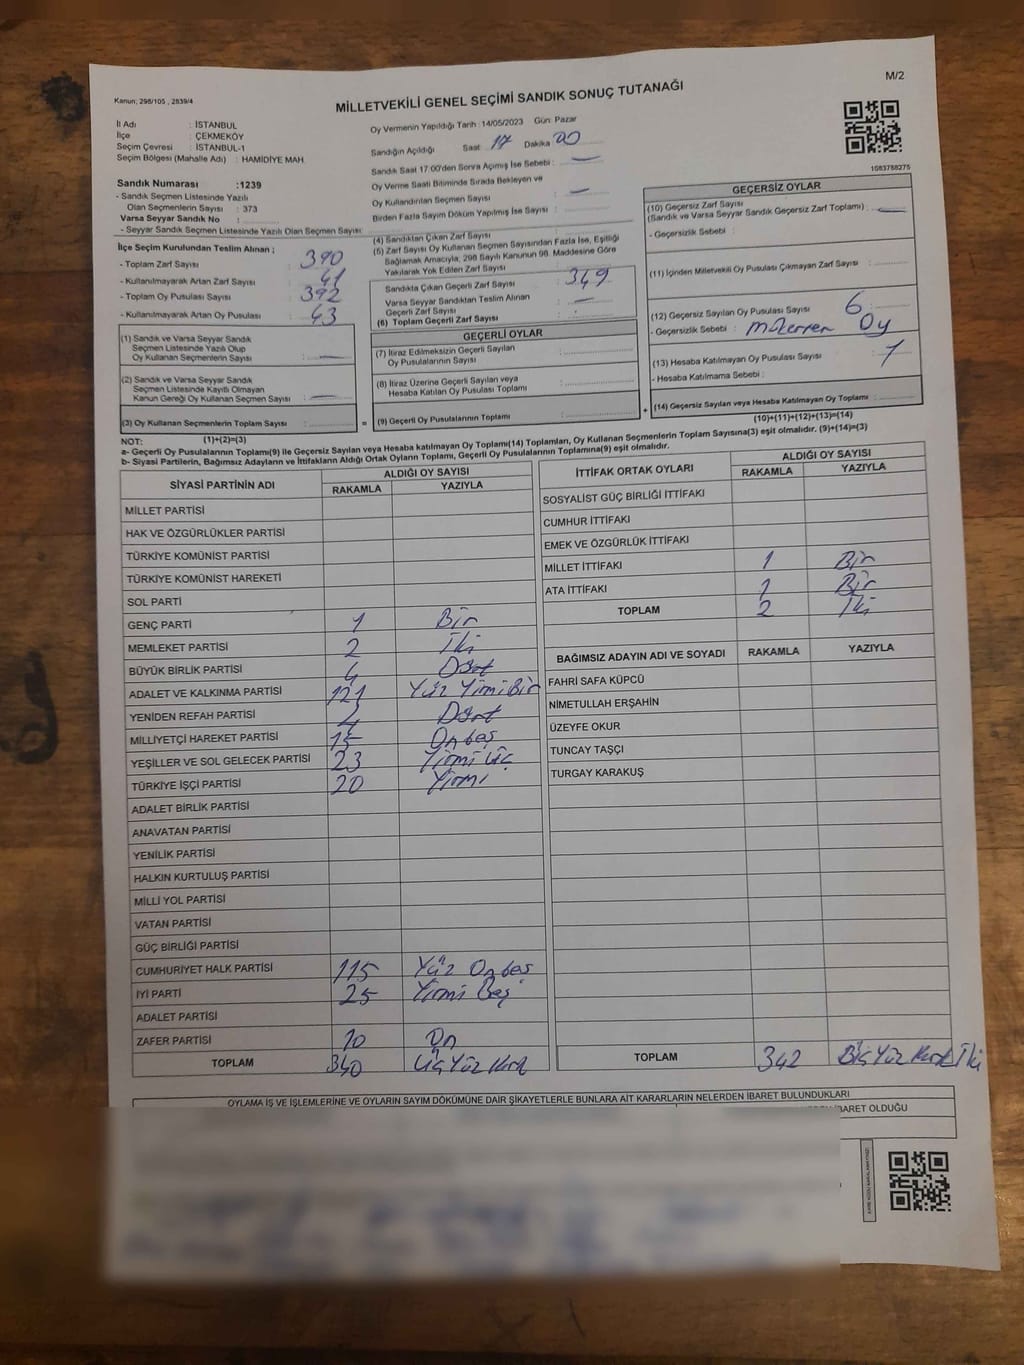 M/2
Kanun; 298/105 , 2839/4
MİLLETVEKİLİ GENEL SEÇİMİ SANDIK SONUÇ TUTANAĞI
İl Adı : İSTANBUL
İlçe : ÇEKMEKÖY
Seçim Çevresi : İSTANBUL-1
Seçim Bölgesi (Mahalle Adı) : HAMİDİYE MAH.
Oy Vermenin Yapıldığı Tarih :14/05/2023 Gün: Pazar
Sandığın Açıldığı Saat 17 Dakika 00
Sandık Saat 17:00'den Sonra Açılmış İse Sebebi : —
Oy Verme Saati Bitiminde Sırada Bekleyen ve
Oy Kullandırılan Seçmen Sayısı : —
Birden Fazla Sayım Döküm Yapılmış İse Sayısı :
1083788275
Sandık Numarası :1239
- Sandık Seçmen Listesinde Yazılı
Olan Seçmenlerin Sayısı : 373
Varsa Seyyar Sandık No :
- Seyyar Sandık Seçmen Listesinde Yazılı Olan Seçmen Sayısı:
İlçe Seçim Kurulundan Teslim Alınan ;
- Toplam Zarf Sayısı : 390
- Kullanılmayarak Artan Zarf Sayısı : 41
- Toplam Oy Pusulası Sayısı : 392
- Kullanılmayarak Artan Oy Pusulası : 43
(1) Sandık ve Varsa Seyyar Sandık
Seçmen Listesinde Yazılı Olup
Oy Kullanan Seçmenlerin Sayısı : —
(2) Sandık ve Varsa Seyyar Sandık
Seçmen Listesinde Kayıtlı Olmayan
Kanun Gereği Oy Kullanan Seçmen Sayısı : —
(3) Oy Kullanan Seçmenlerin Toplam Sayısı :
(1)+(2)=(3)
(4) Sandıktan Çıkan Zarf Sayısı :
(5) Zarf Sayısı Oy Kullanan Seçmen Sayısından Fazla İse, Eşitliği
Sağlamak Amacıyla, 298 Sayılı Kanunun 98. Maddesine Göre
Yakılarak Yok Edilen Zarf Sayısı :
Sandıkta Çıkan Geçerli Zarf Sayısı : 349
Varsa Seyyar Sandıktan Teslim Alınan
Geçerli Zarf Sayısı : —
(6) Toplam Geçerli Zarf Sayısı :
GEÇERLİ OYLAR
(7) İtiraz Edilmeksizin Geçerli Sayılan
Oy Pusulalarının Sayısı :
(8) İtiraz Üzerine Geçerli Sayılan veya
Hesaba Katılan Oy Pusulası Toplamı :
= (9) Geçerli Oy Pusulalarının Toplamı : +
GEÇERSİZ OYLAR
(10) Geçersiz Zarf Sayısı
(Sandık ve Varsa Seyyar Sandık Geçersiz Zarf Toplamı) : —
- Geçersizlik Sebebi :
(11) İçinden Milletvekili Oy Pusulası Çıkmayan Zarf Sayısı :
(12) Geçersiz Sayılan Oy Pusulası Sayısı : 6
- Geçersizlik Sebebi : Oy
(13) Hesaba Katılmayan Oy Pusulası Sayısı : 1
- Hesaba Katılmama Sebebi :
(14) Geçersiz Sayılan veya Hesaba Katılmayan Oy Toplamı :
(10)+(11)+(12)+(13)=(14)
NOT:
a- Geçerli Oy Pusulalarının Toplamı(9) ile Geçersiz Sayılan veya Hesaba katılmayan Oy Toplamı(14) Toplamları, Oy Kullanan Seçmenlerin Toplam Sayısına(3) eşit olmalıdır. (9)+(14)=(3)
b- Siyasi Partilerin, Bağımsız Adayların ve İttifakların Aldığı Ortak Oyların Toplamı, Geçerli Oy Pusulalarının Toplamına(9) eşit olmalıdır.
SİYASİ PARTİNİN ADI
ALDIĞI OY SAYISI
RAKAMLA YAZIYLA
MİLLET PARTİSİ
HAK VE ÖZGÜRLÜKLER PARTİSİ
TÜRKİYE KOMÜNİST PARTİSİ
TÜRKİYE KOMÜNİST HAREKETİ
SOL PARTİ
GENÇ PARTİ 1 Bir
MEMLEKET PARTİSİ 2 İki
BÜYÜK BİRLİK PARTİSİ 4 Dört
ADALET VE KALKINMA PARTİSİ 121 Yüz Yirmi Bir
YENİDEN REFAH PARTİSİ 4 Dört
MİLLİYETÇİ HAREKET PARTİSİ 15 On beş
YEŞİLLER VE SOL GELECEK PARTİSİ 23 Yirmi üç
TÜRKİYE İŞÇİ PARTİSİ 20 Yirmi
ADALET BİRLİK PARTİSİ
ANAVATAN PARTİSİ
YENİLİK PARTİSİ
HALKIN KURTULUŞ PARTİSİ
MİLLİ YOL PARTİSİ
VATAN PARTİSİ
GÜÇ BİRLİĞİ PARTİSİ
CUMHURİYET HALK PARTİSİ 115 Yüz On beş
İYİ PARTİ 25 Yirmi Beş
ADALET PARTİSİ
ZAFER PARTİSİ 10 On
TOPLAM 340 Üç Yüz Kırk
İTTİFAK ORTAK OYLARI
ALDIĞI OY SAYISI
RAKAMLA YAZIYLA
SOSYALİST GÜÇ BİRLİĞİ İTTİFAKI
CUMHUR İTTİFAKI
EMEK VE ÖZGÜRLÜK İTTİFAKI
MİLLET İTTİFAKI 1 Bir
ATA İTTİFAKI 1 Bir
TOPLAM 2 İki
BAĞIMSIZ ADAYIN ADI VE SOYADI RAKAMLA YAZIYLA
FAHRİ SAFA KÜPCÜ
NİMETULLAH ERŞAHİN
ÜZEYFE OKUR
TUNCAY TAŞÇI
TURGAY KARAKUŞ
TOPLAM 342 Üç Yüz Kırk İki
OYLAMA İŞ VE İŞLEMLERİNE VE OYLARIN SAYIM DÖKÜMÜNE DAİR ŞİKAYETLERLE BUNLARA AİT KARARLARIN NELERDEN İBARET BULUNDUKLARI
İBARET OLDUĞU